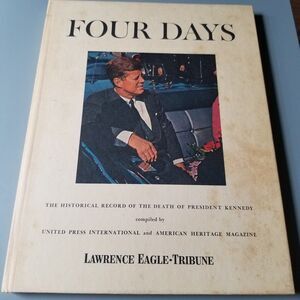 FOUR DAYS
THE HISTORICAL RECORD OF THE DEATH OF PRESIDENT KENNEDY
compiled by
UNITED PRESS INTERNATIONAL and AMERICAN HERITAGE MAGAZINE
LAWRENCE EAGLE-TRIBUNE